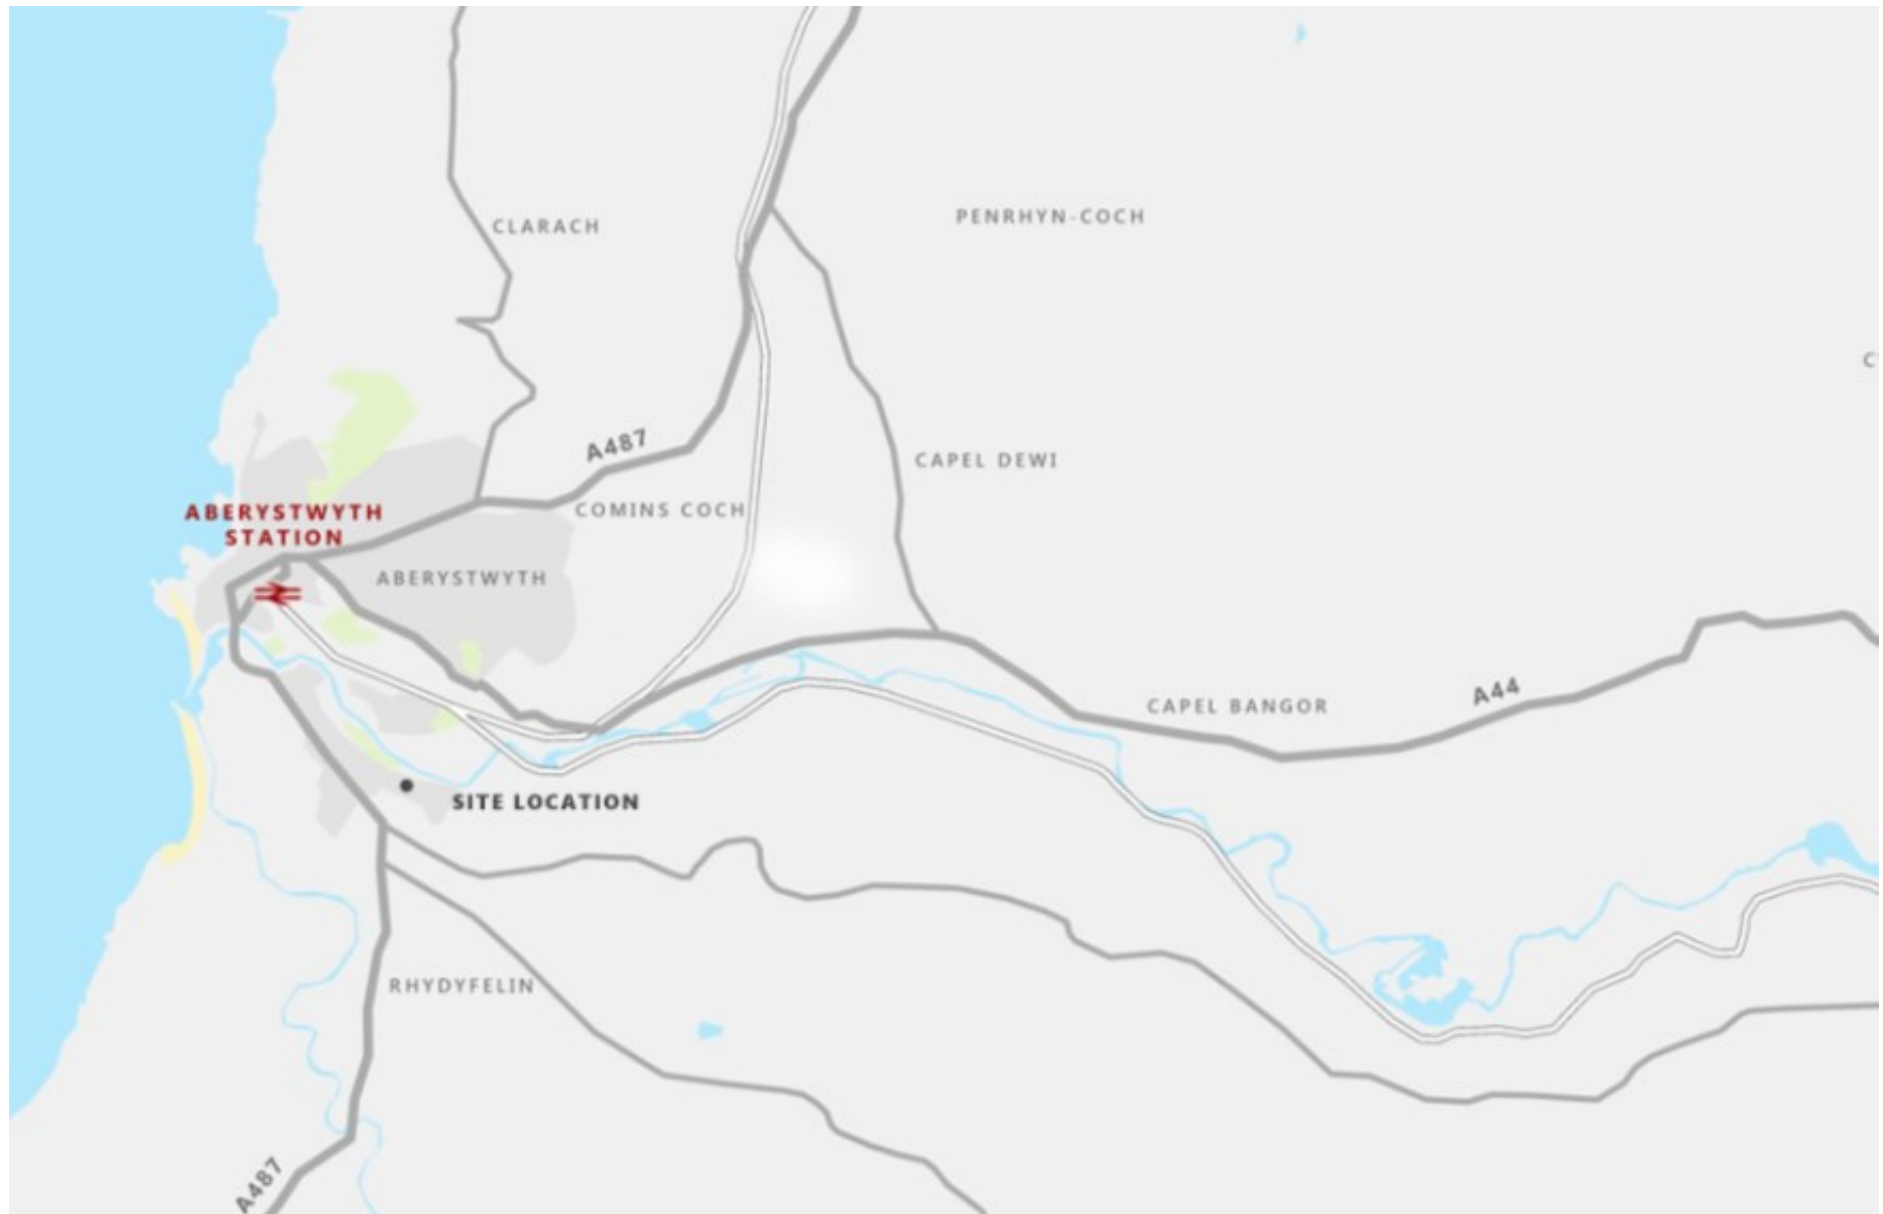 CLARACH
PENRHYN-COCH
A487
CAPEL DEWI
COMINS COCH
ABERYSTWYTH
STATION
ABERYSTWYTH
CAPEL BANGOR
A44
SITE LOCATION
RHYDYFELIN
A487